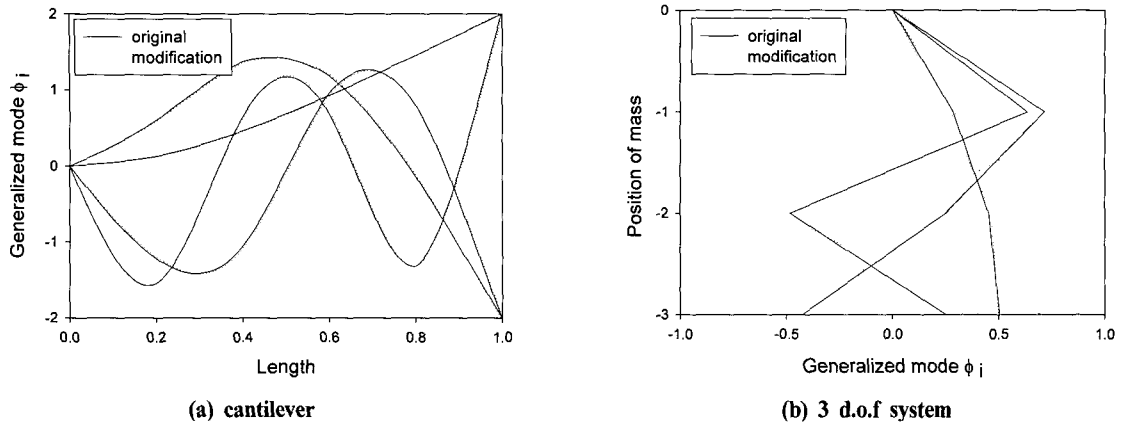 original
modification
2
1
0
-1
-2
Generalized mode ϕ i
0.0 0.2 0.4 0.6 0.8 1.0
Length
(a) cantilever
original
modification
0
-1
-2
-3
Position of mass
-1.0 -0.5 0.0 0.5 1.0
Generalized mode ϕ i
(b) 3 d.o.f system